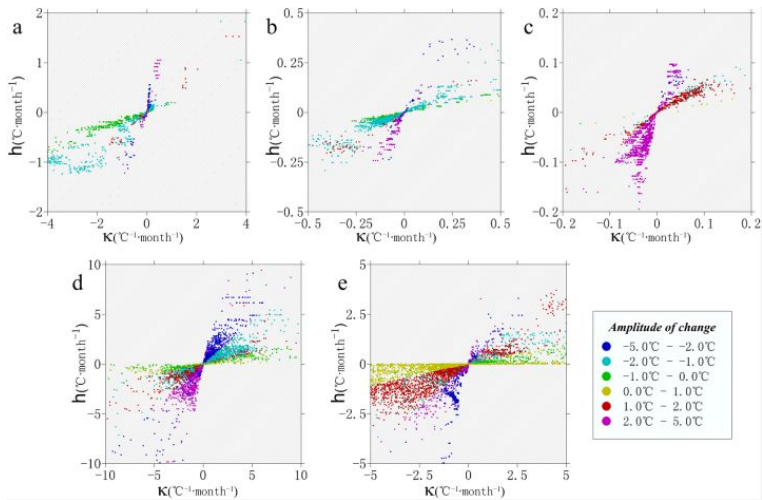 a
2
1
0
-1
-2
-4
-2
0
2
4
h(℃·month⁻¹)
κ(℃⁻¹·month⁻¹)
b
0.5
0.25
0
-0.25
-0.5
-0.5
-0.25
0
0.25
0.5
h(℃·month⁻¹)
κ(℃⁻¹·month⁻¹)
c
0.2
0.1
0
-0.1
-0.2
-0.2
-0.1
0
0.1
0.2
h(℃·month⁻¹)
κ(℃⁻¹·month⁻¹)
d
10
5
0
-5
-10
-10
-5
0
5
10
h(℃·month⁻¹)
κ(℃⁻¹·month⁻¹)
e
5
2.5
0
-2.5
-5
-5
-2.5
0
2.5
5
h(℃·month⁻¹)
κ(℃⁻¹·month⁻¹)
Amplitude of change
-5.0℃ - -2.0℃
-2.0℃ - -1.0℃
-1.0℃ - 0.0℃
0.0℃ - 1.0℃
1.0℃ - 2.0℃
2.0℃ - 5.0℃